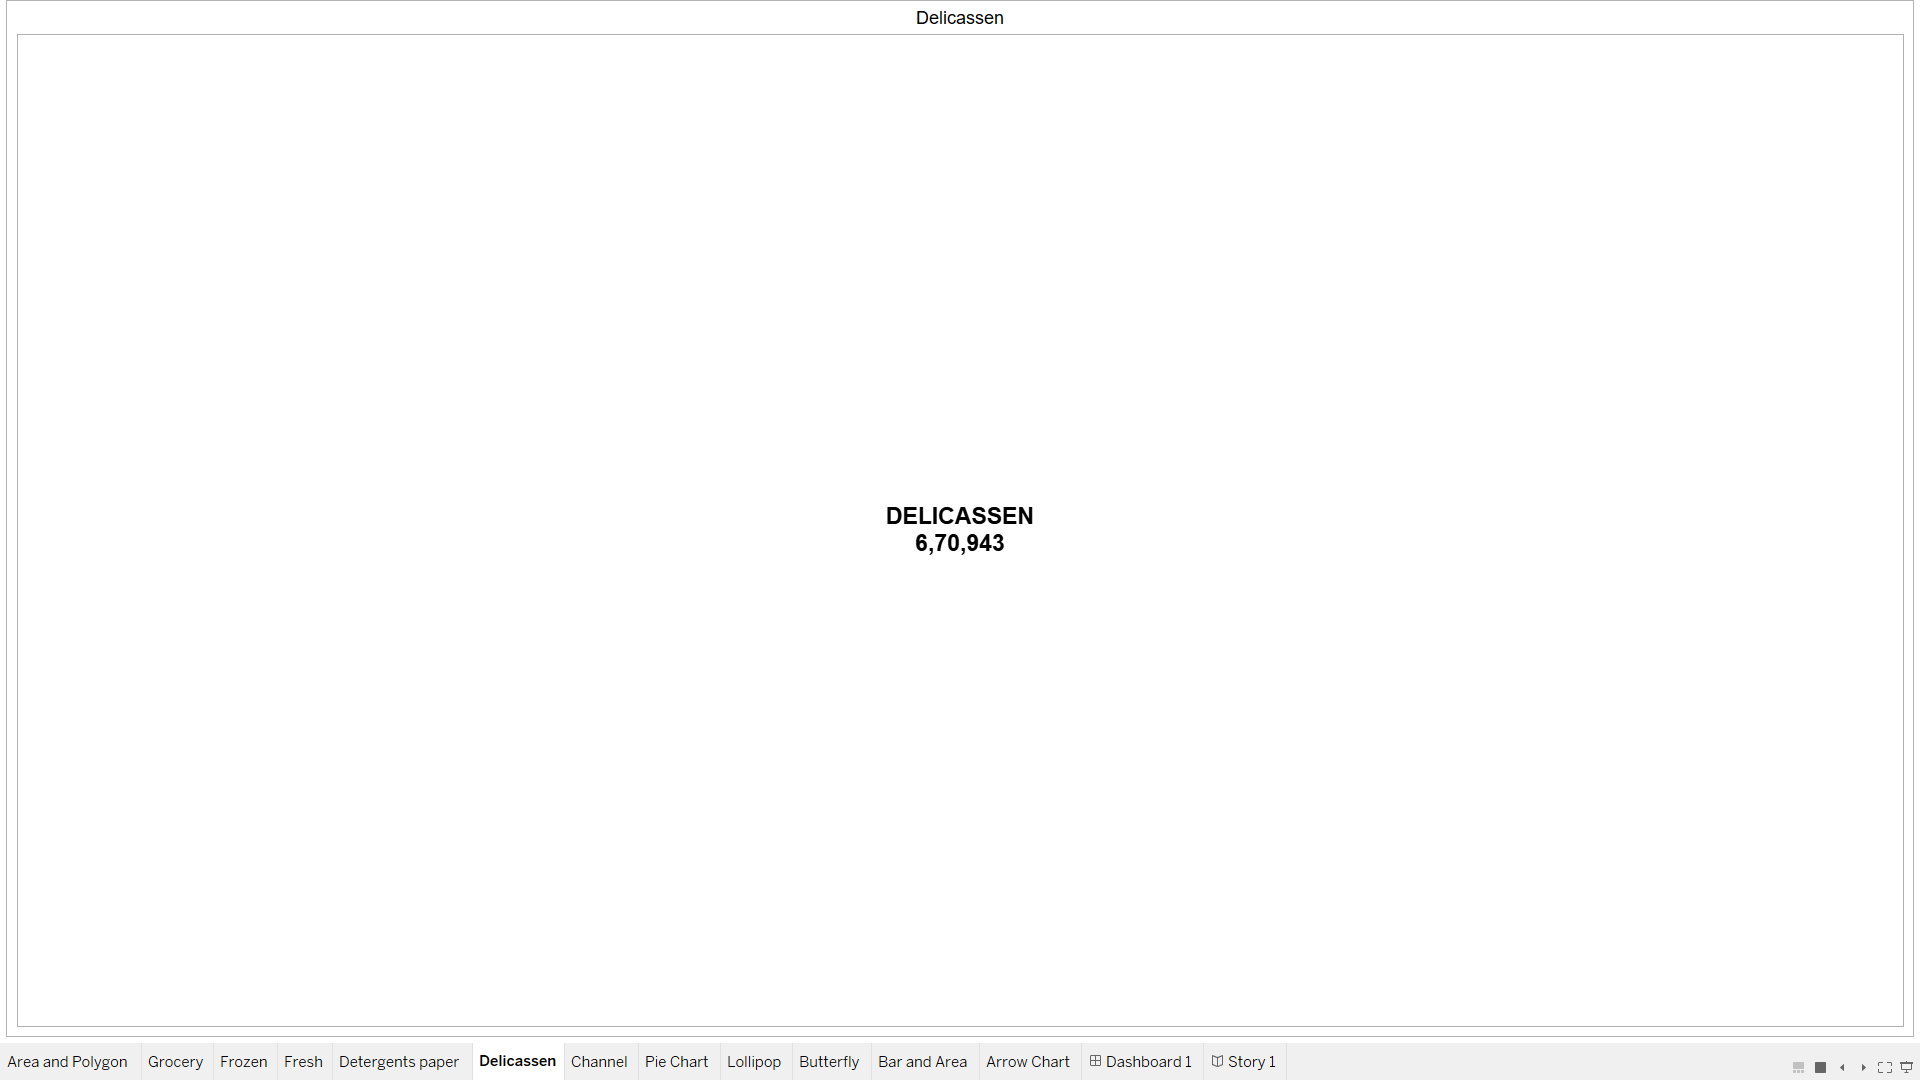 Delicassen
DELICASSEN
6,70,943
Area and Polygon
Grocery
Frozen
Fresh
Detergents paper
Delicassen
Channel
Pie Chart
Lollipop
Butterfly
Bar and Area
Arrow Chart
Dashboard 1
Story 1